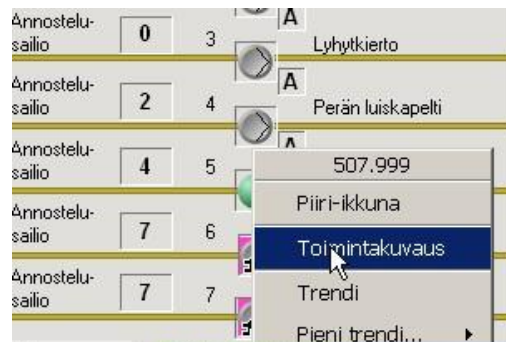 Annostelu-
sailio 0 3 A Lyhytkierto
Annostelu-
sailio 2 4 A Perän luiskapelti
Annostelu-
sailio 4 5 A
Annostelu-
sailio 7 6
Annostelu-
sailio 7 7
507.999
Piiri-ikkuna
Toimintakuvaus
Trendi
Pieni trendi...